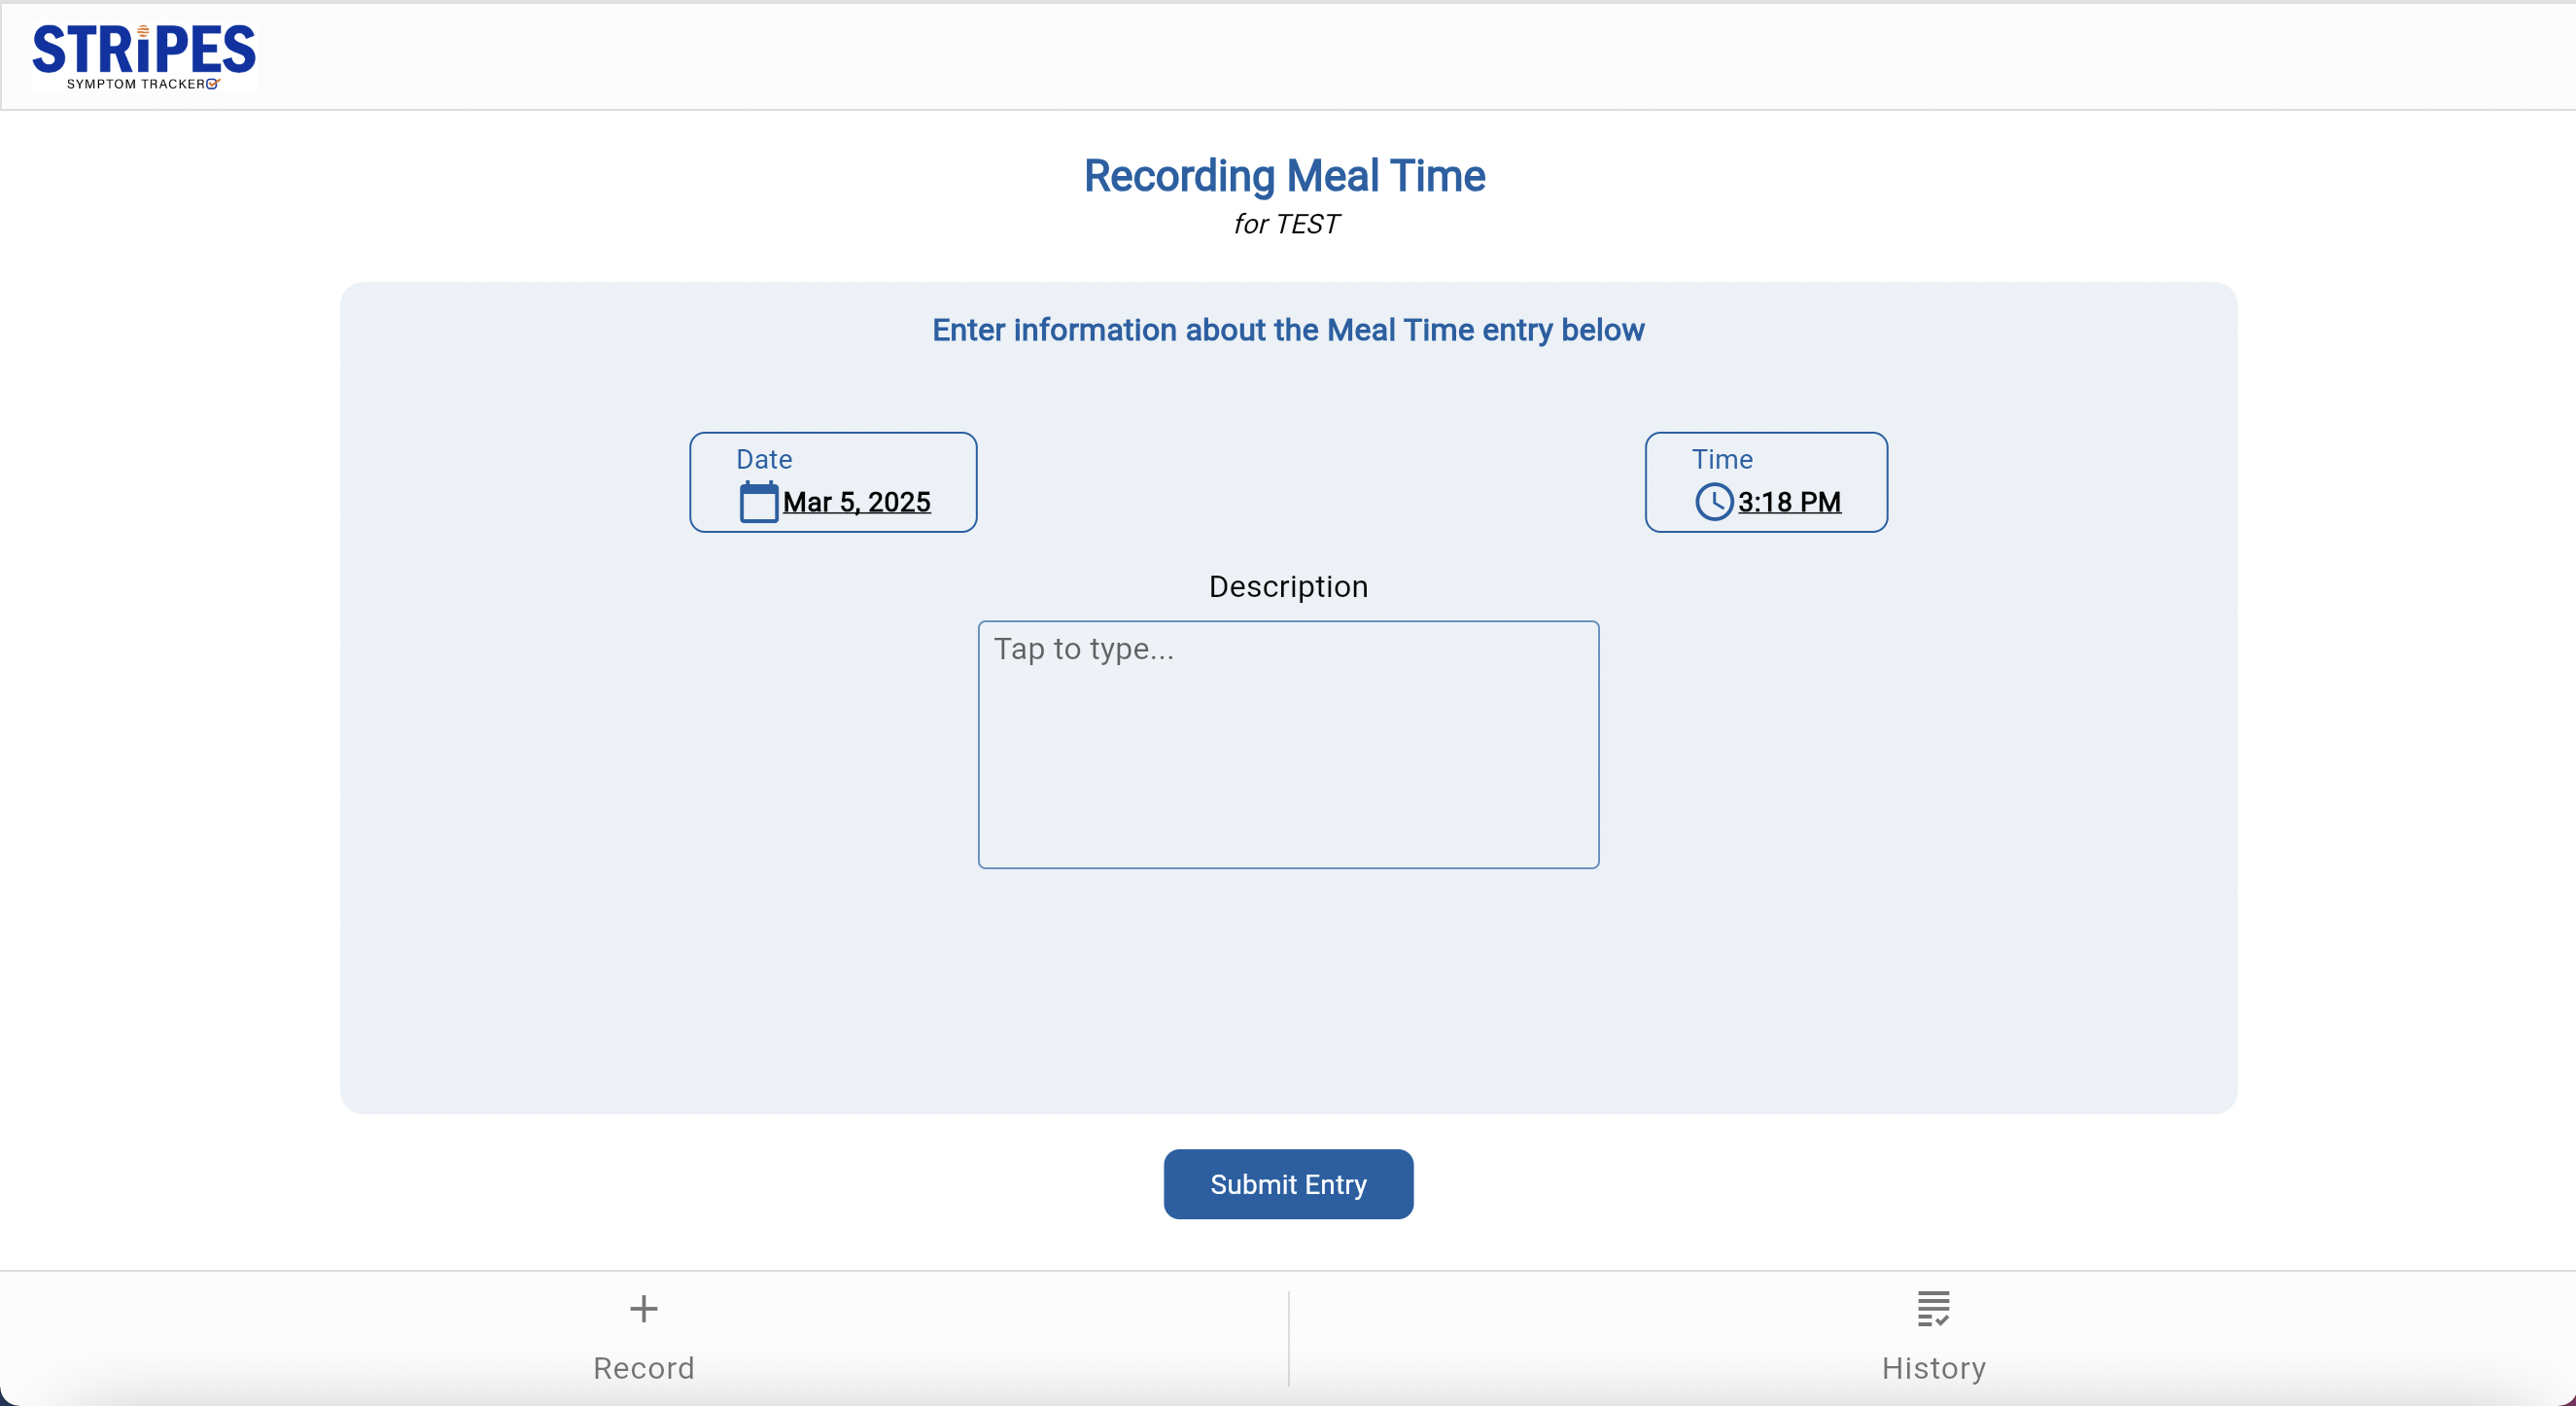 STRiPES
SYMPTOM TRACKER
Recording Meal Time
for TEST
Enter information about the Meal Time entry below
Date
Mar 5, 2025
Time
3:18 PM
Description
Tap to type...
Submit Entry
Record
History